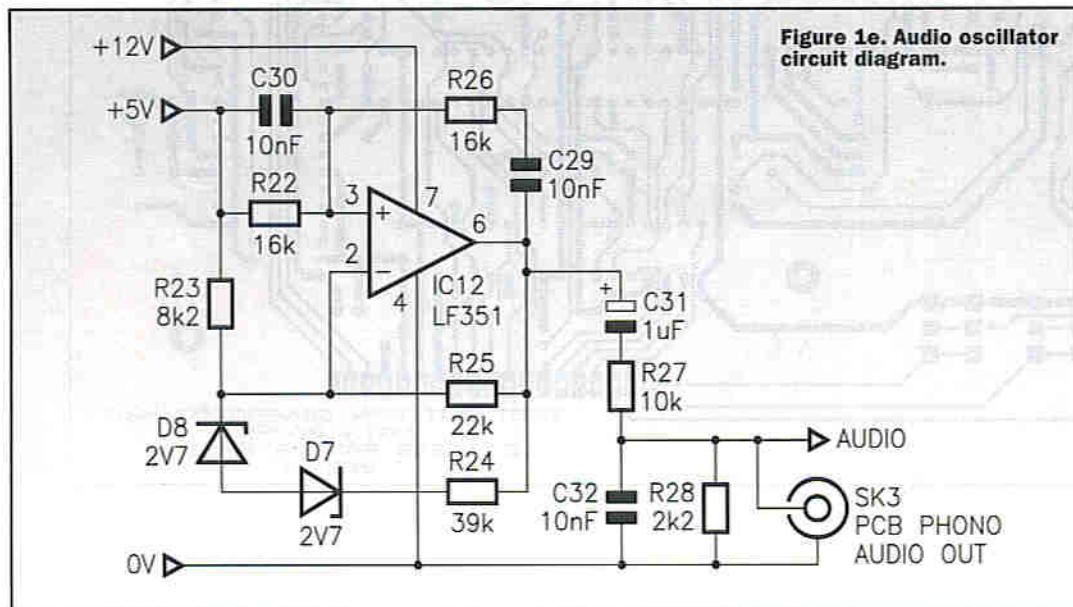 Figure 1e. Audio oscillator
circuit diagram.
+12V
+5V
C30
10nF
R26
16k
C29
10nF
R22
16k
3
+
7
6
2
−
4
IC12
LF351
R23
8k2
+
C31
1uF
R25
22k
R27
10k
D8
2V7
D7
2V7
R24
39k
AUDIO
C32
10nF
R28
2k2
SK3
PCB PHONO
AUDIO OUT
0V